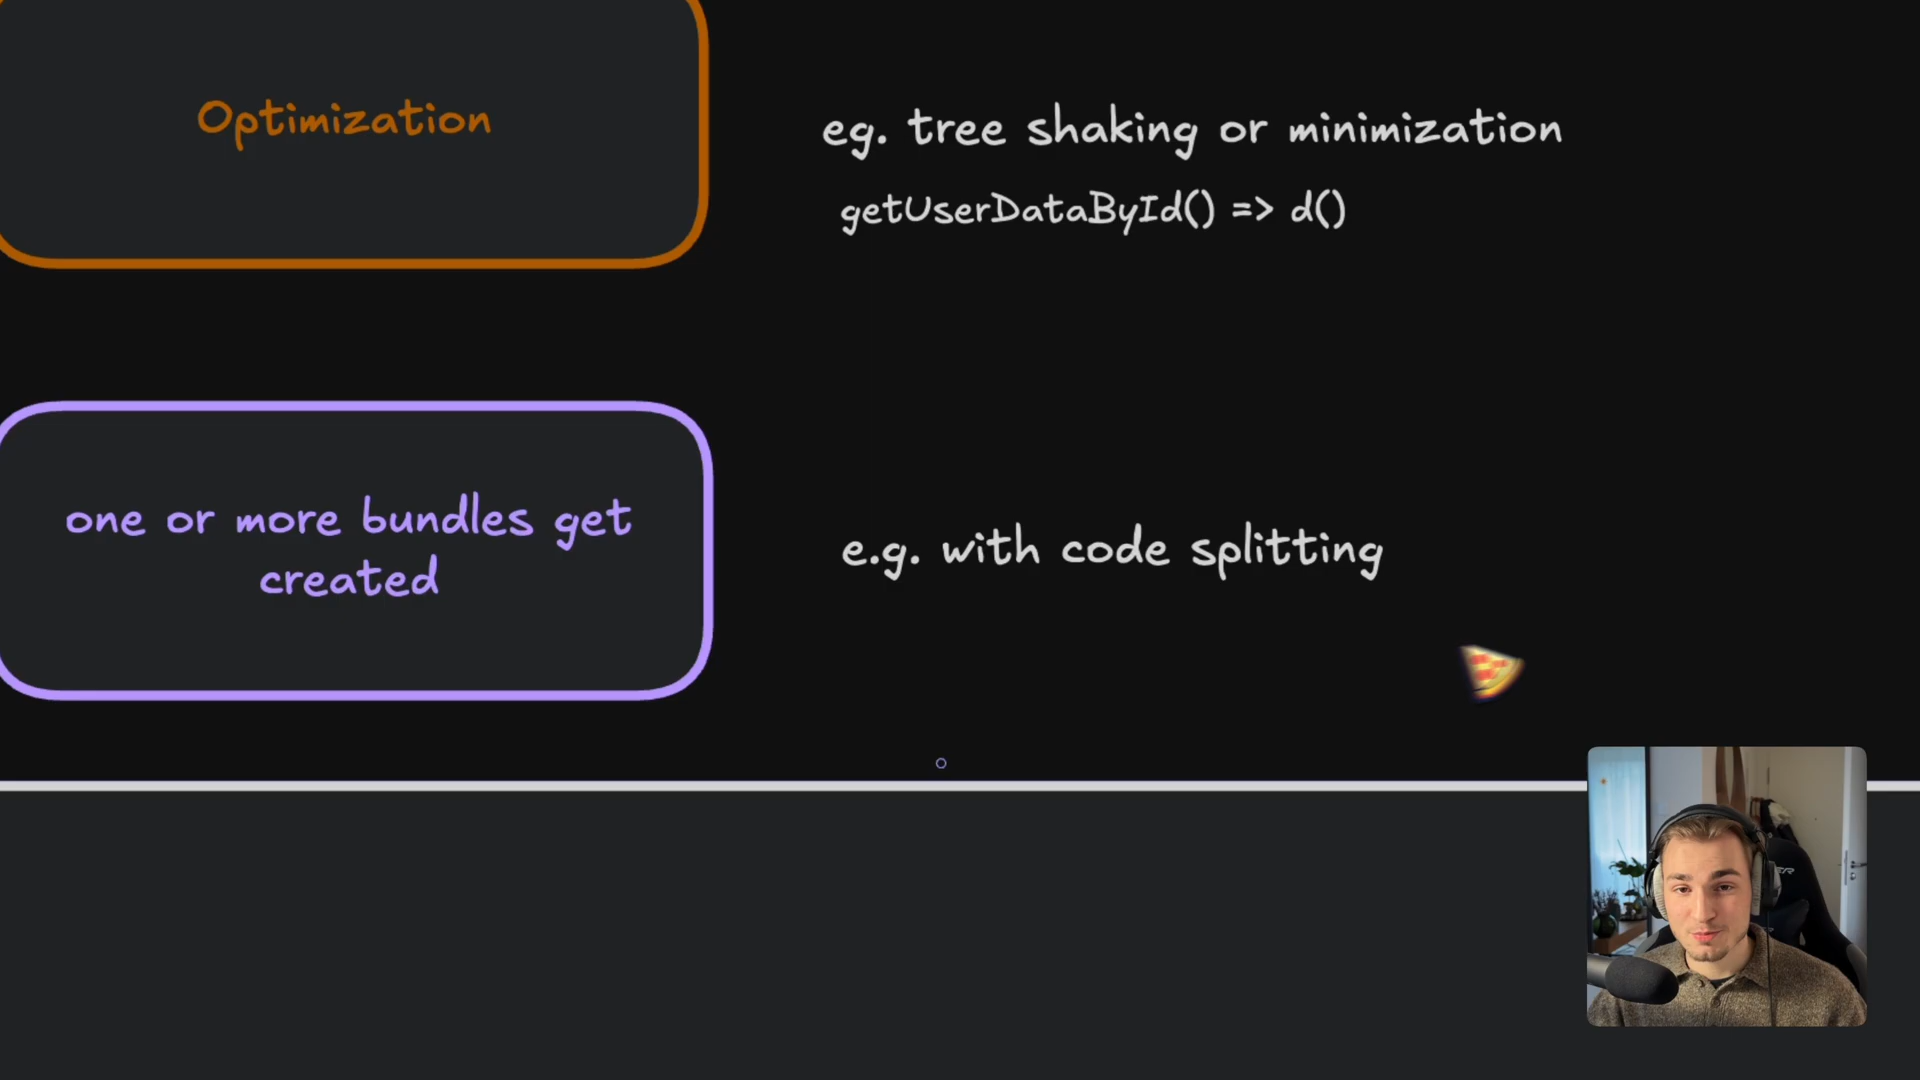 Optimization
eg. tree shaking or minimization
getUserDataById() => d()
one or more bundles get
created
e.g. with code splitting